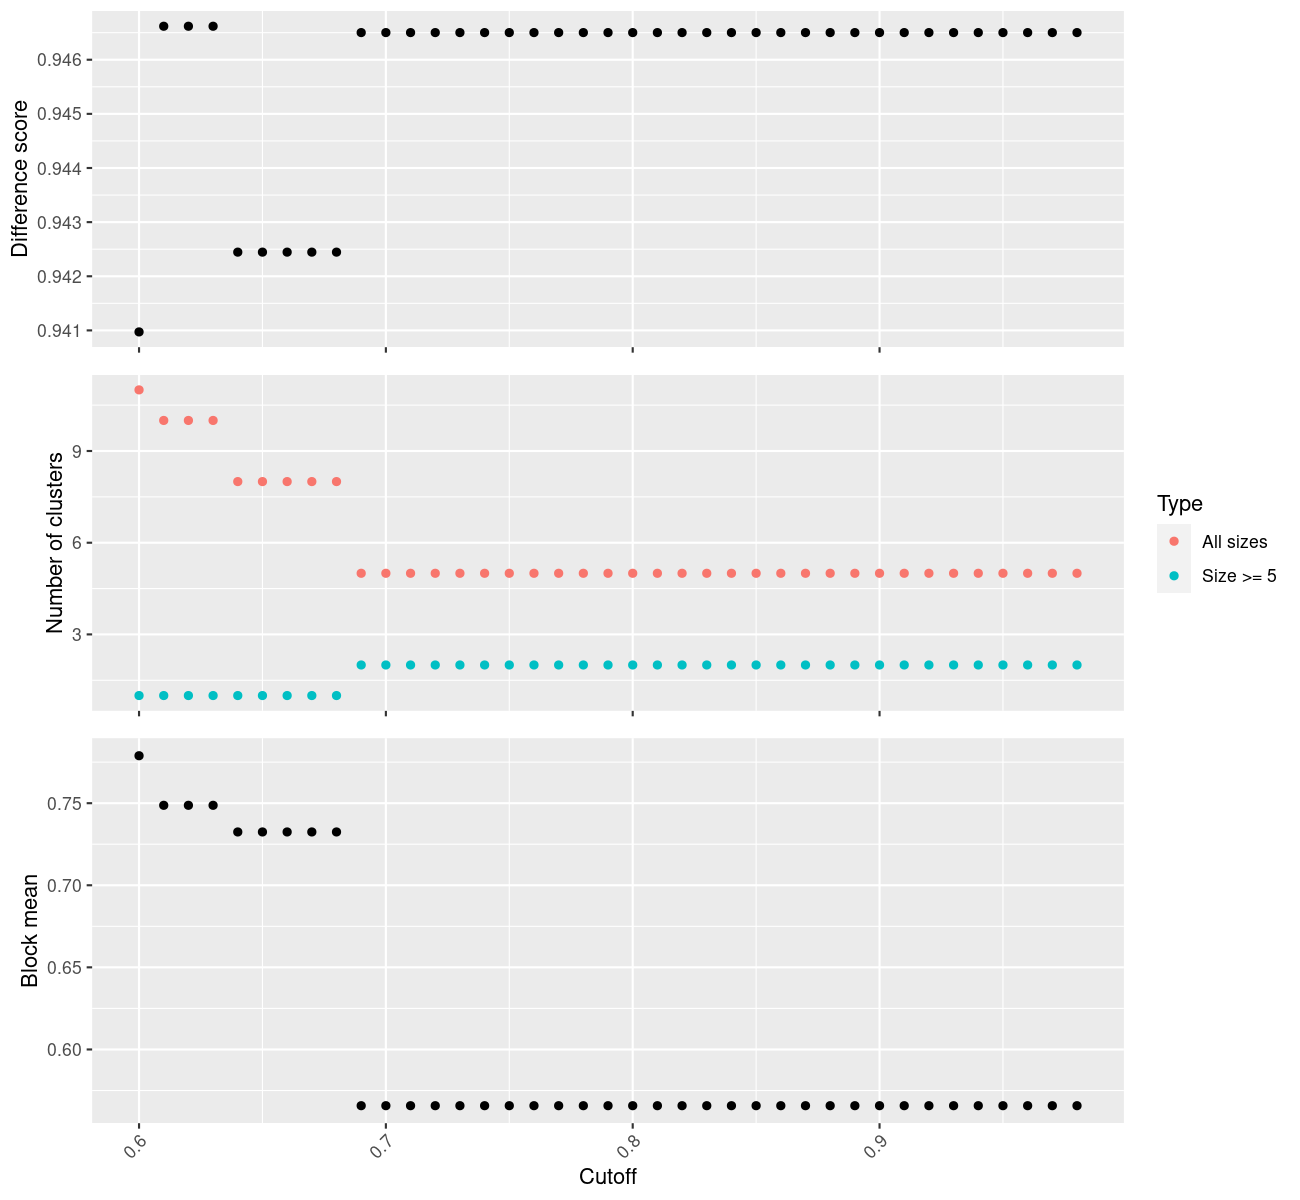 Difference score
0.946
0.945
0.944
0.943
0.942
0.941
Number of clusters
9
6
3
Type
All sizes
Size >= 5
Block mean
0.75
0.70
0.65
0.60
0.6
0.7
0.8
0.9
Cutoff